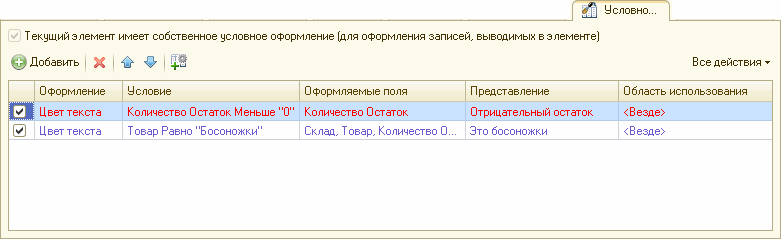 Условно...
Текущий элемент имеет собственное условное оформление (для оформления записей, выводимых в элементе)
Добавить Все действия
Оформление Условие Оформляемые поля Представление Область использования
Цвет текста Количество Остаток Меньше "0" Количество Остаток Отрицательный остаток <Везде>
Цвет текста Товар Равно "Босоножки" Склад, Товар, Количество О... Это босоножки <Везде>